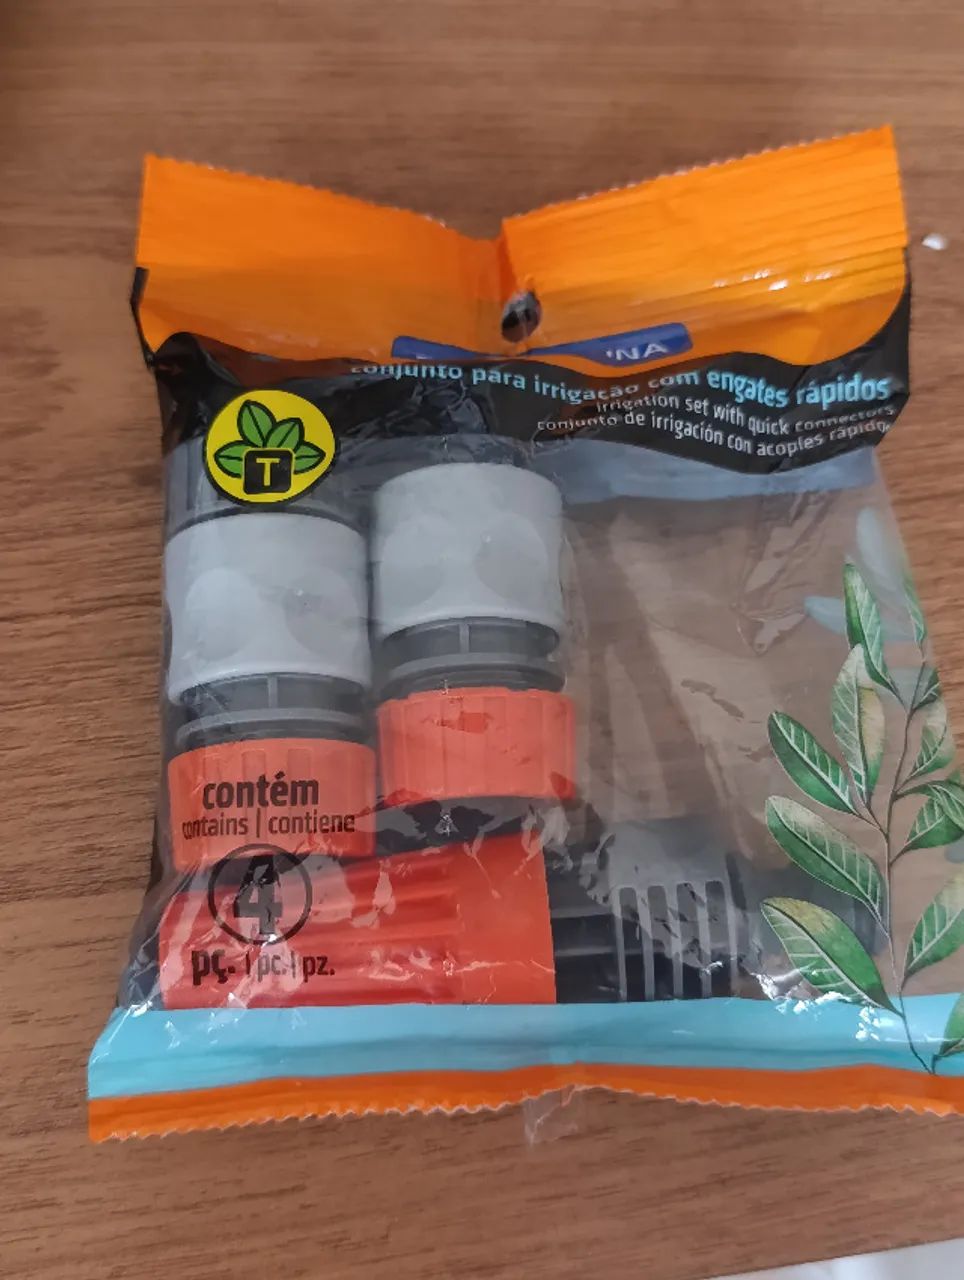 'NA
conjunto para irrigação com engates rápidos
irrigation set with quick connectors
conjunto de irrigación con acoples rápidos
T
contém
contains | contiene
4
pç. | pc. | pz.